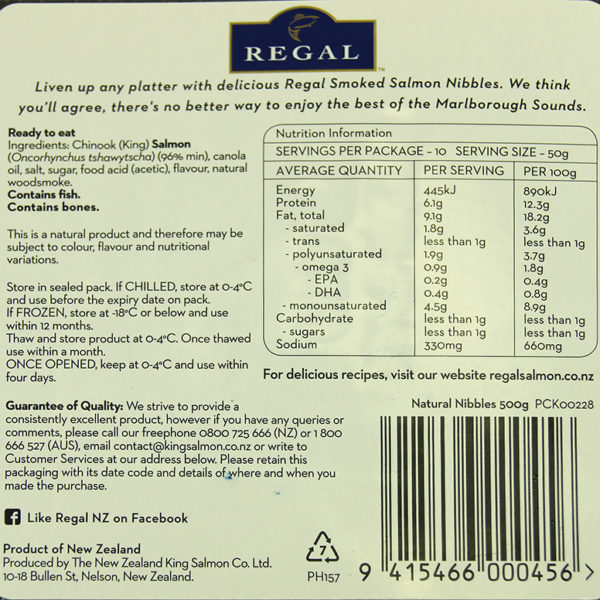 REGAL
Liven up any platter with delicious Regal Smoked Salmon Nibbles. We think
you'll agree, there's no better way to enjoy the best of the Marlborough Sounds.
Ready to eat
Ingredients: Chinook (King) Salmon
(Oncorhynchus tshawytscha) (96% min), canola
oil, salt, sugar, food acid (acetic), flavour, natural
woodsmoke.
Contains fish.
Contains bones.
This is a natural product and therefore may be
subject to colour, flavour and nutritional
variations.
Store in sealed pack. If CHILLED, store at 0-4°C
and use before the expiry date on pack.
If FROZEN, store at -18°C or below and use
within 12 months.
Thaw and store product at 0-4°C. Once thawed
use within a month.
ONCE OPENED, keep at 0-4°C and use within
four days.
Nutrition Information
SERVINGS PER PACKAGE - 10 SERVING SIZE - 50g
AVERAGE QUANTITY PER SERVING PER 100g
Energy 445kJ 890kJ
Protein 6.1g 12.3g
Fat, total 9.1g 18.2g
- saturated 1.8g 3.6g
- trans less than 1g less than 1g
- polyunsaturated 1.9g 3.7g
- omega 3 0.9g 1.8g
- EPA 0.2g 0.4g
- DHA 0.4g 0.8g
- monounsaturated 4.5g 8.9g
Carbohydrate less than 1g less than 1g
- sugars less than 1g less than 1g
Sodium 330mg 660mg
For delicious recipes, visit our website regalsalmon.co.nz
Guarantee of Quality: We strive to provide a
consistently excellent product, however if you have any queries or
comments, please call our freephone 0800 725 666 (NZ) or 1 800
666 527 (AUS), email contact@kingsalmon.co.nz or write to
Customer Services at our address below. Please retain this
packaging with its date code and details of where and when you
made the purchase.
Like Regal NZ on Facebook
Product of New Zealand
Produced by The New Zealand King Salmon Co. Ltd.
10-18 Bullen St, Nelson, New Zealand.
Natural Nibbles 500g PCK00228
7
PH157
9 415466 000456 >